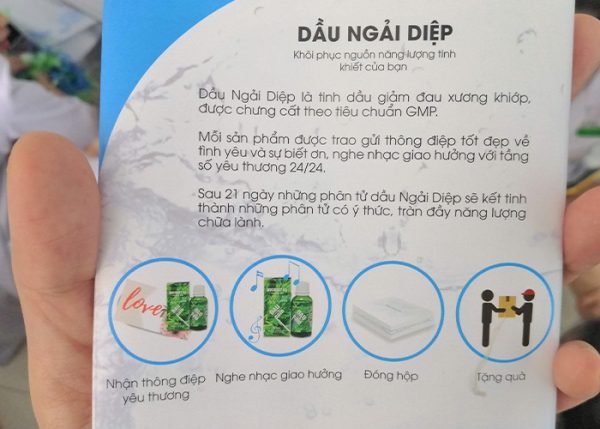 DẦU NGẢI DIỆP
Khôi phục nguồn năng lượng tinh
khiết của bạn
Dầu Ngải Diệp là tinh dầu giảm đau xương khiớp,
được chưng cất theo tiêu chuẩn GMP.
Mỗi sản phẩm được trao gửi thông điệp tốt đẹp về
tình yêu và sự biết ơn, nghe nhạc giao hưởng với tầng
số yêu thương 24/24.
Sau 21 ngày những phân tử dầu Ngải Diệp sẽ kết tinh
thành những phân tử có ý thức, tràn đầy năng lượng
chữa lành.
love
Nhận thông điệp
yêu thương
Nghe nhạc giao hưởng
Đóng hộp
Tặng quà